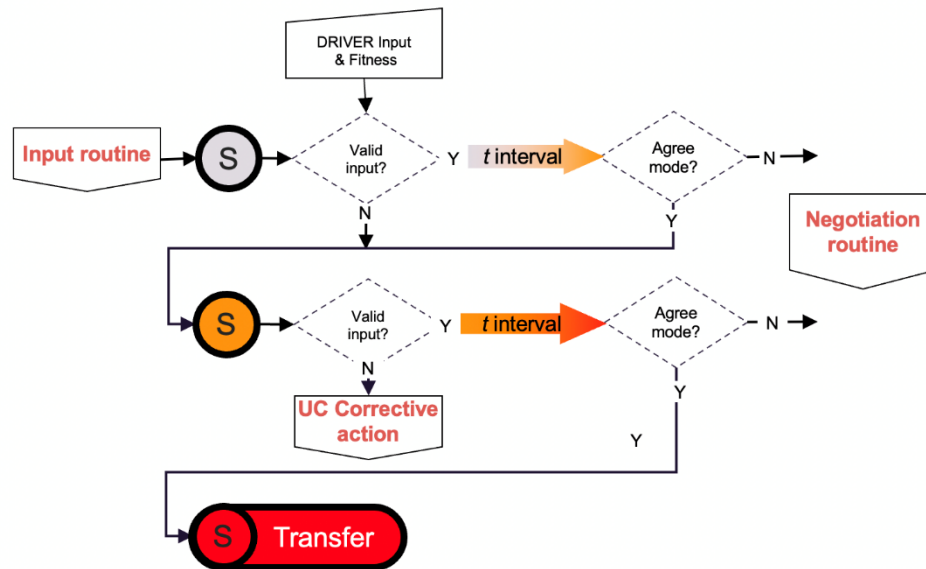 DRIVER Input
& Fitness
Input routine
S
Valid
input?
Y
t interval
Agree
mode?
N
N
Y
Negotiation
routine
S
Valid
input?
Y
t interval
Agree
mode?
N
N
Y
UC Corrective
action
Y
S
Transfer